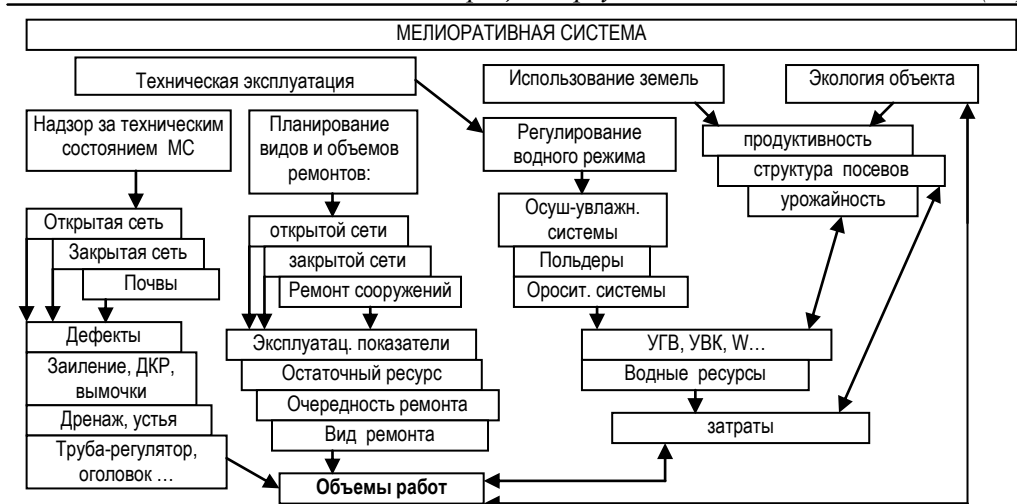 МЕЛИОРАТИВНАЯ СИСТЕМА
Техническая эксплуатация
Использование земель
Экология объекта
Надзор за техническим
состоянием МС
Планирование
видов и объемов
ремонтов:
Регулирование
водного режима
продуктивность
структура посевов
урожайность
Открытая сеть
Закрытая сеть
Почвы
открытой сети
закрытой сети
Ремонт сооружений
Осуш-увлажн.
системы
Польдеры
Оросит. системы
Дефекты
Заиление, ДКР,
вымочки
Дренаж, устья
Труба-регулятор,
оголовок ...
Эксплуатац. показатели
Остаточный ресурс
Очередность ремонта
Вид ремонта
УГВ, УВК, W...
Водные ресурсы
затраты
Объемы работ